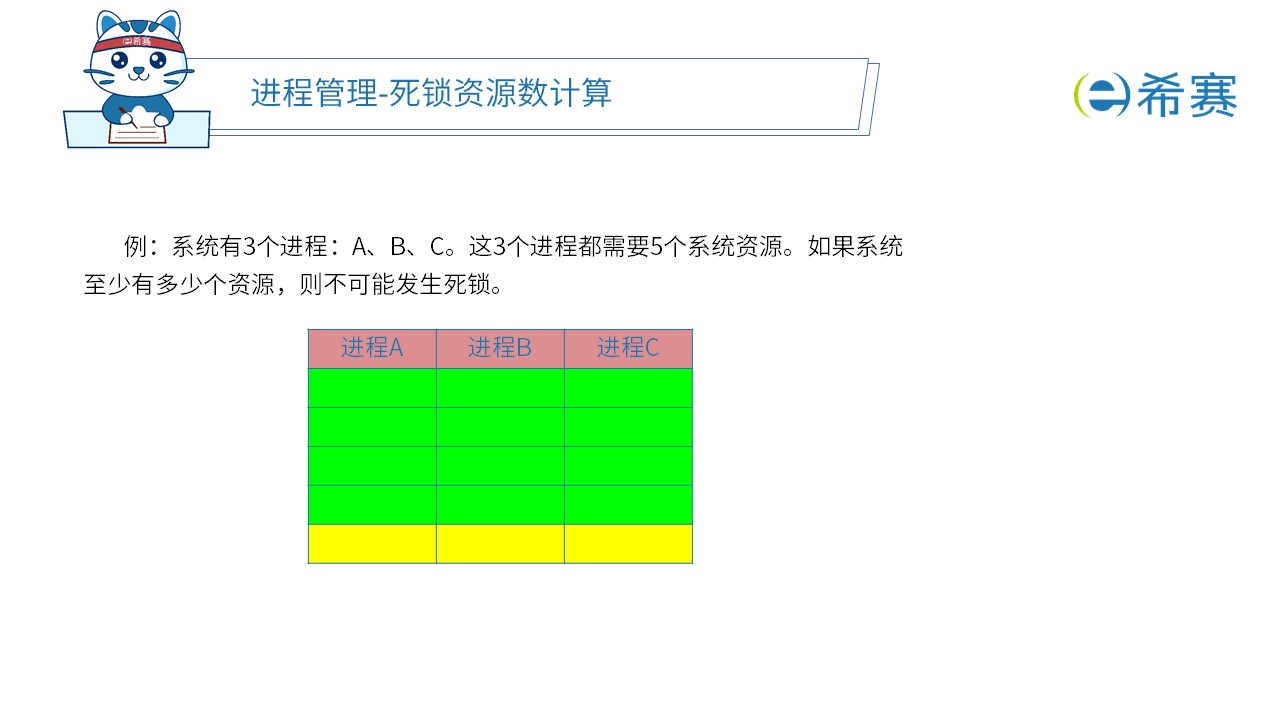 希赛
进程管理-死锁资源数计算
希赛
例：系统有3个进程：A、B、C。这3个进程都需要5个系统资源。如果系统
至少有多少个资源，则不可能发生死锁。
进程A 进程B 进程C